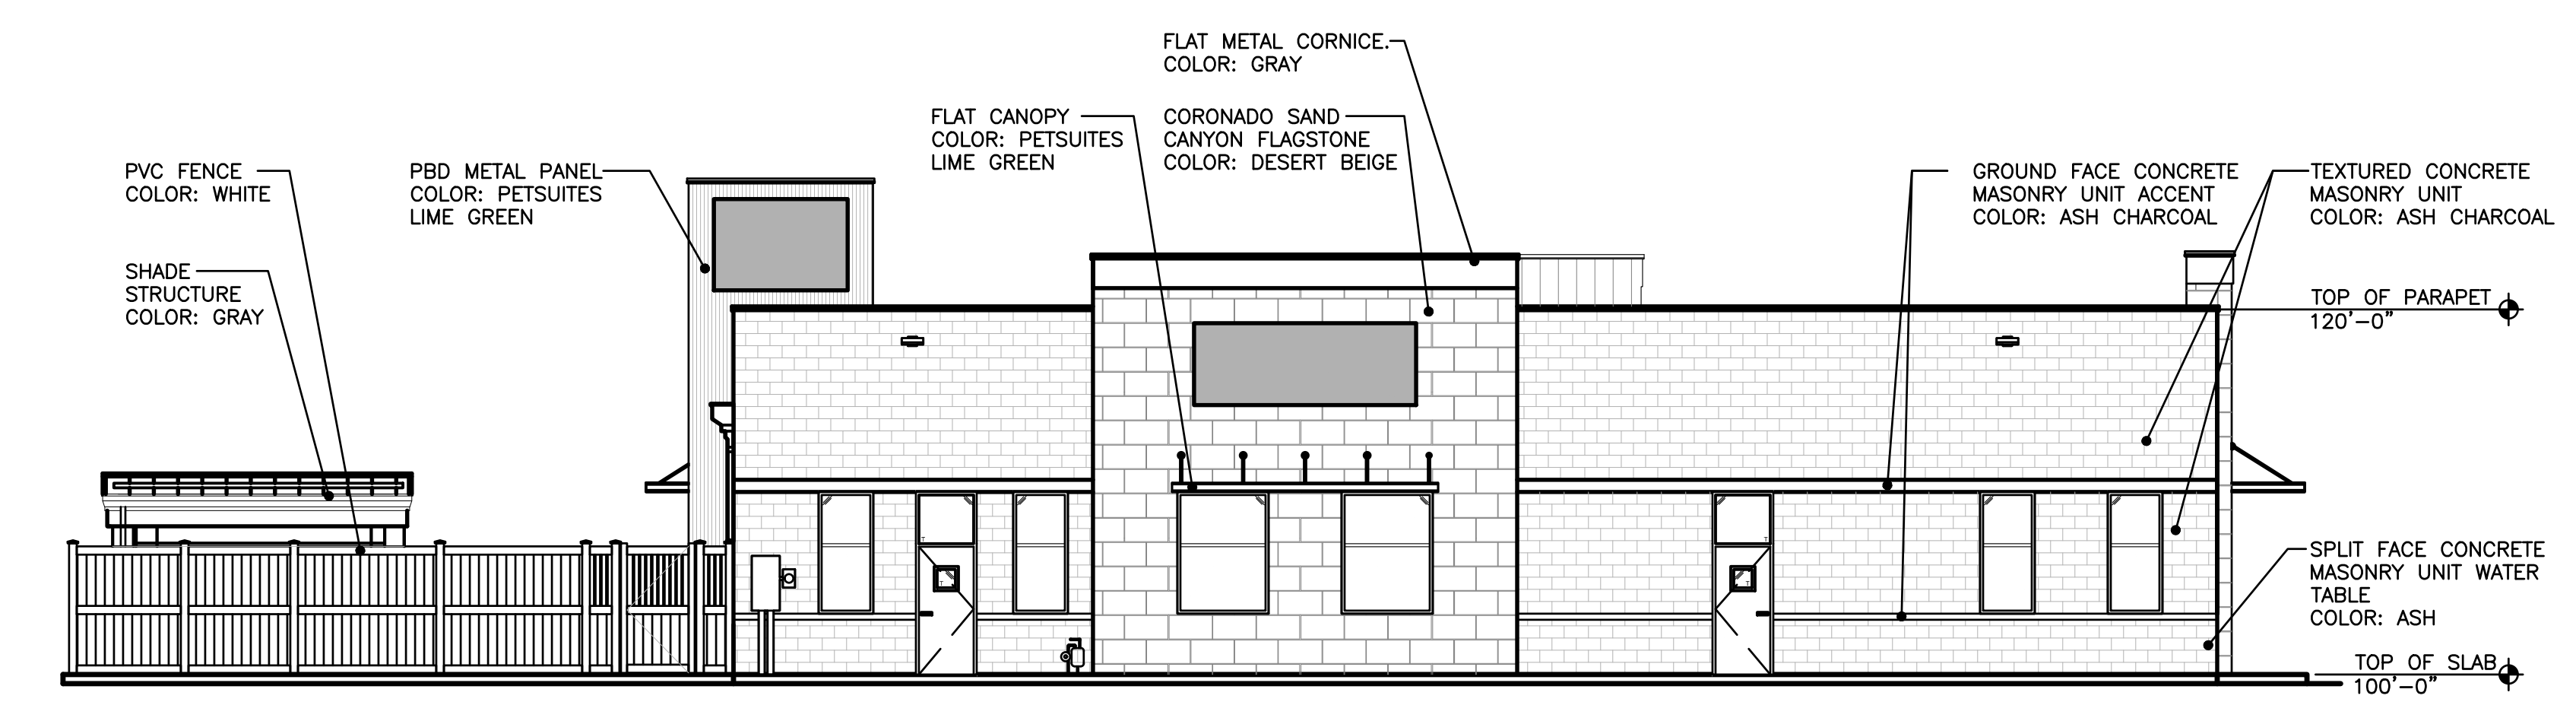 FLAT METAL CORNICE.
COLOR: GRAY
FLAT CANOPY
COLOR: PETSUITES
LIME GREEN
CORONADO SAND
CANYON FLAGSTONE
COLOR: DESERT BEIGE
PVC FENCE
COLOR: WHITE
PBD METAL PANEL
COLOR: PETSUITES
LIME GREEN
GROUND FACE CONCRETE
MASONRY UNIT ACCENT
COLOR: ASH CHARCOAL
TEXTURED CONCRETE
MASONRY UNIT
COLOR: ASH CHARCOAL
SHADE
STRUCTURE
COLOR: GRAY
TOP OF PARAPET
120'-0"
SPLIT FACE CONCRETE
MASONRY UNIT WATER
TABLE
COLOR: ASH
TOP OF SLAB
100'-0"
T
T
T
T